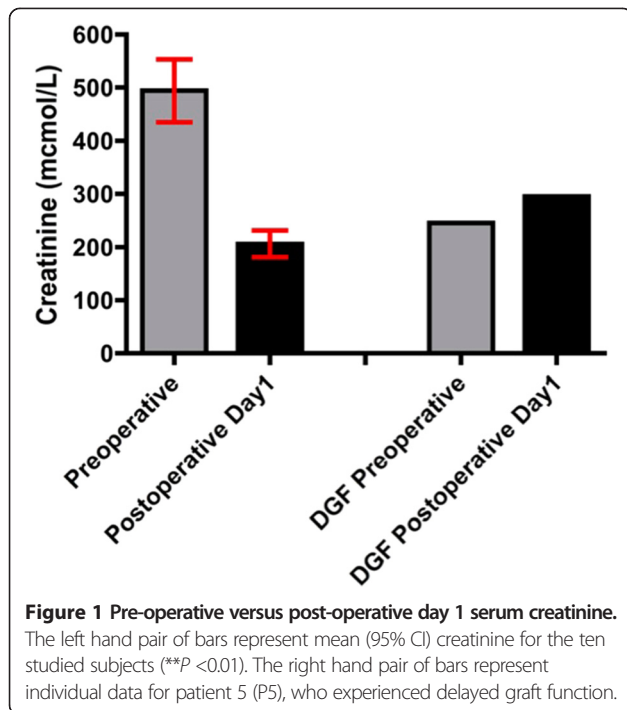 600
500
400
300
200
100
0
Creatinine (mcmol/L)
Preoperative
Postoperative Day1
DGF Preoperative
DGF Postoperative Day1
Figure 1 Pre-operative versus post-operative day 1 serum creatinine.
The left hand pair of bars represent mean (95% CI) creatinine for the ten
studied subjects (**P <0.01). The right hand pair of bars represent
individual data for patient 5 (P5), who experienced delayed graft function.